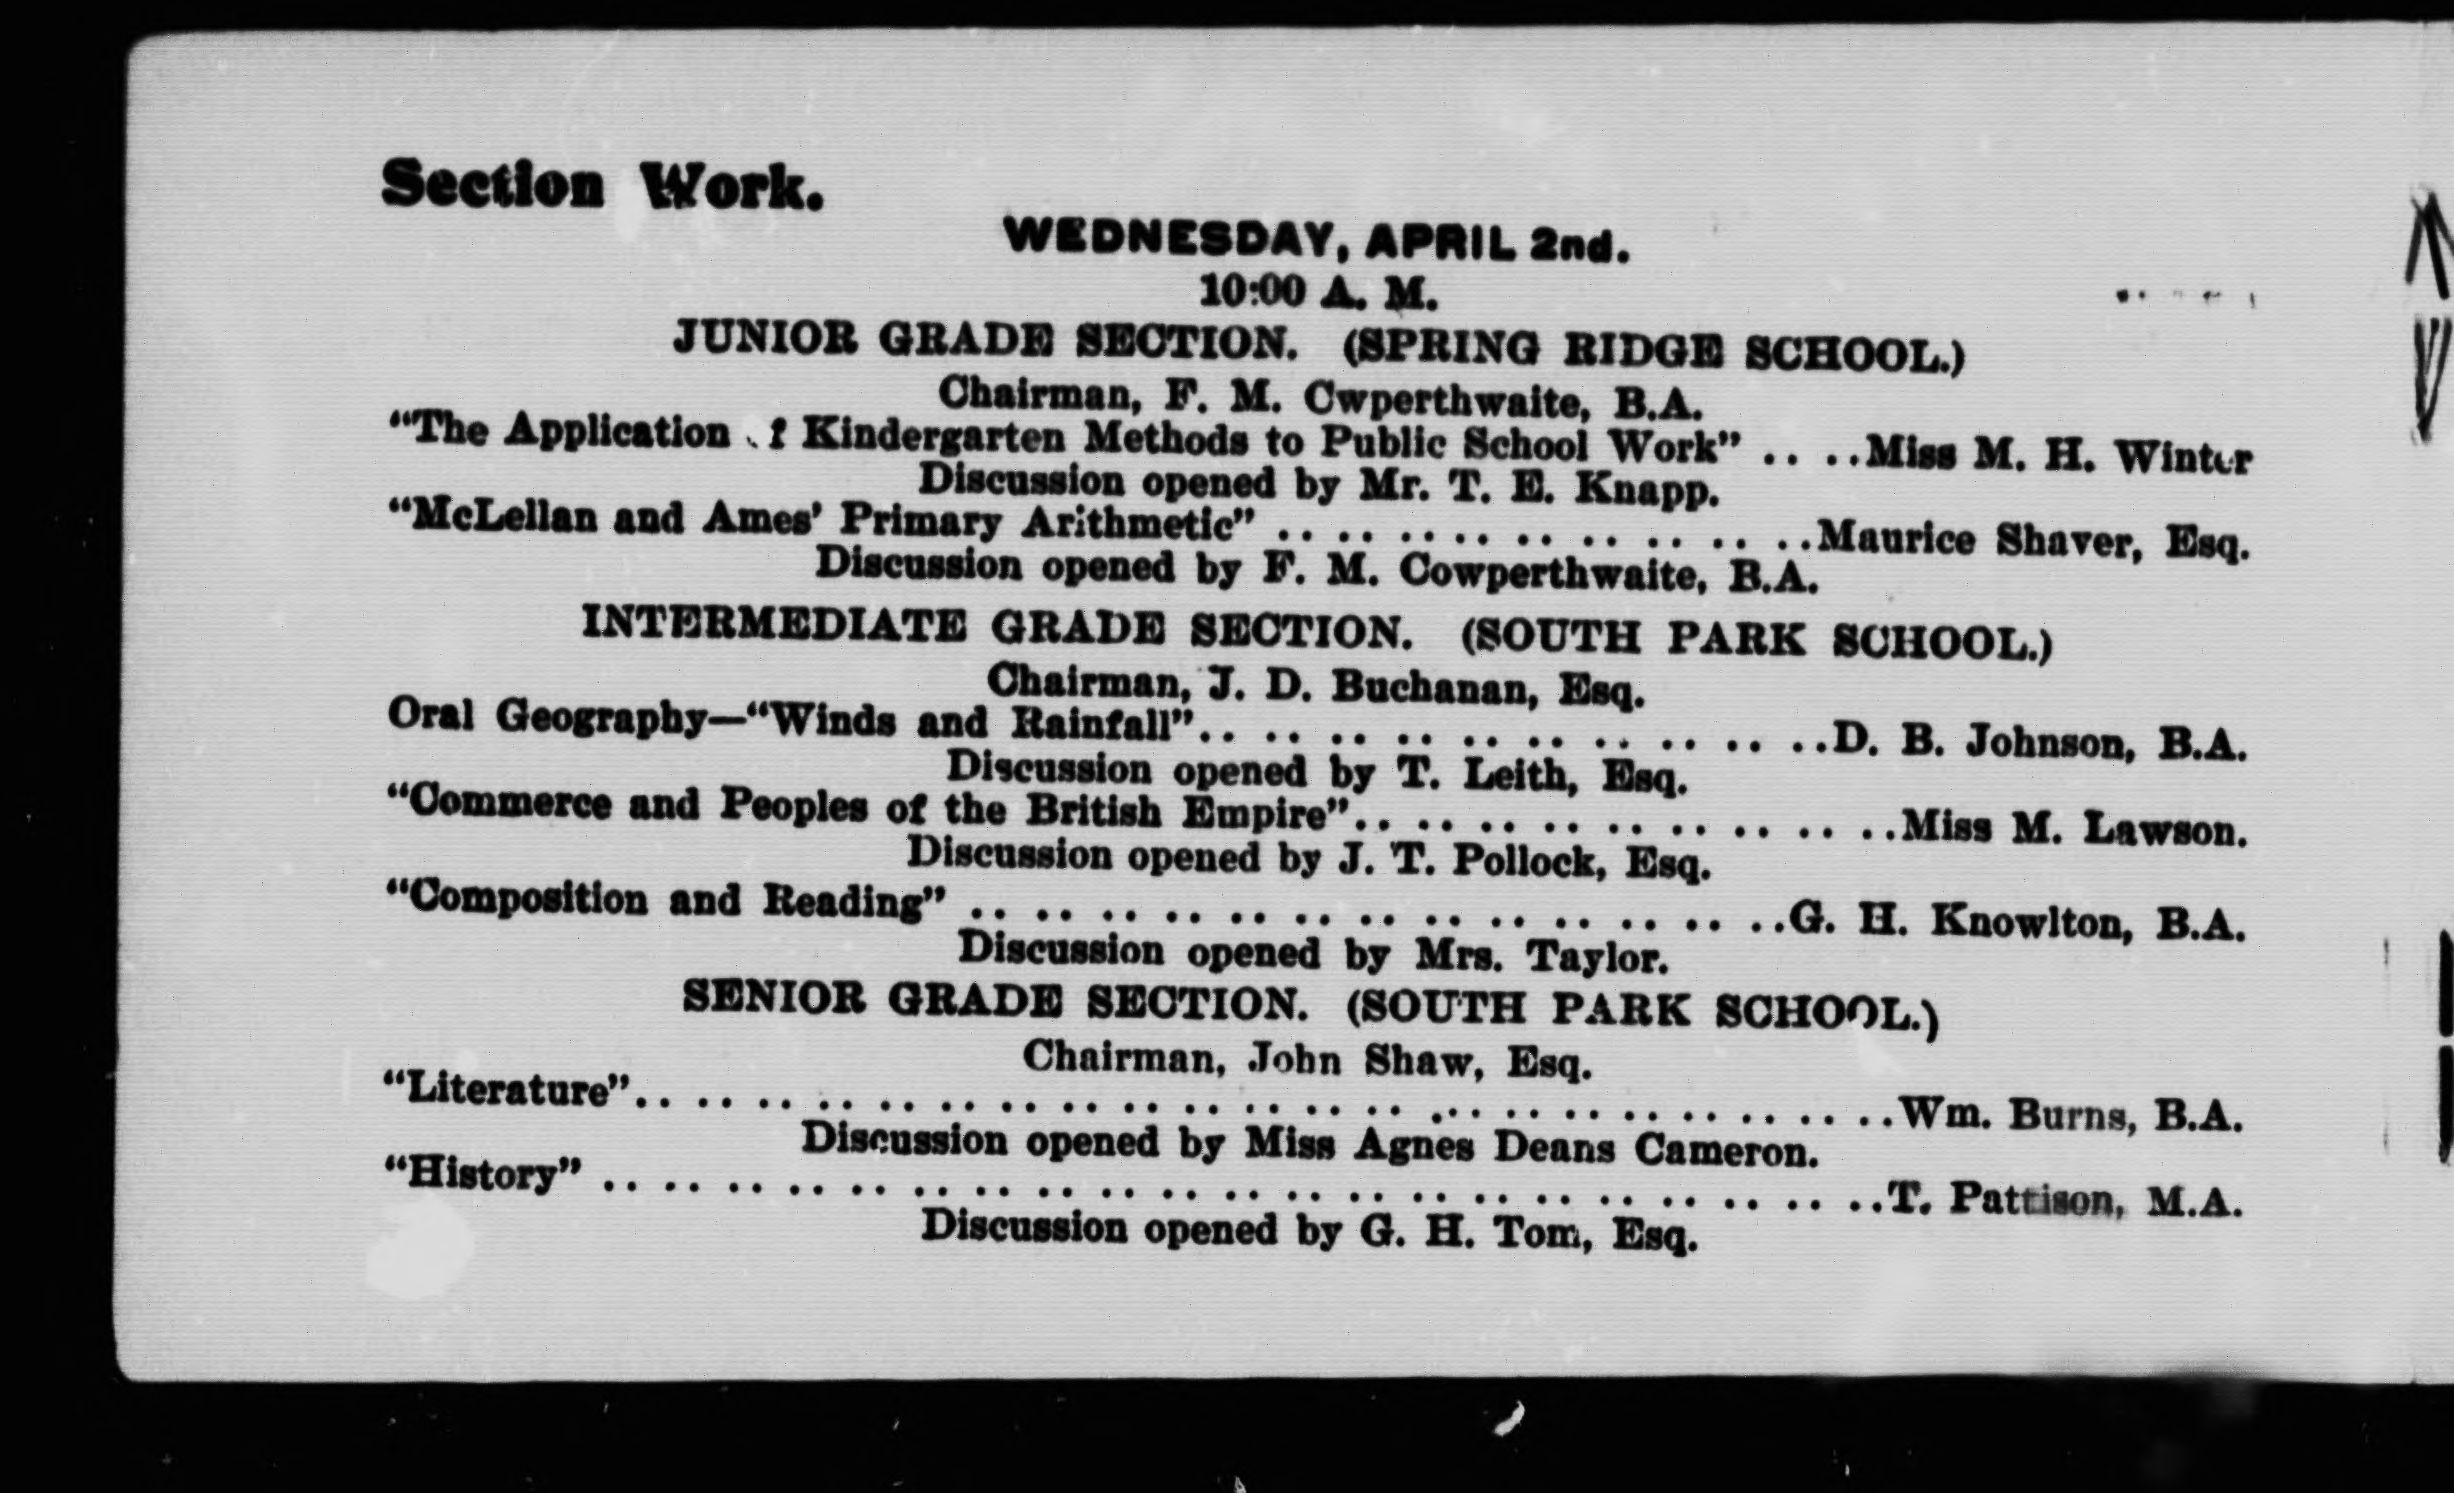 Section Work.
WEDNESDAY, APRIL 2nd.
10:00 A. M.
JUNIOR GRADE SECTION. (SPRING RIDGE SCHOOL.)
Chairman, F. M. Cwperthwaite, B.A.
“The Application of Kindergarten Methods to Public School Work” .. ..Miss M. H. Winter
Discussion opened by Mr. T. E. Knapp.
“McLellan and Ames’ Primary Arithmetic” .. .. .. .. .. .. .. .. ..Maurice Shaver, Esq.
Discussion opened by F. M. Cowperthwaite, B.A.
INTERMEDIATE GRADE SECTION. (SOUTH PARK SCHOOL.)
Chairman, J. D. Buchanan, Esq.
Oral Geography—“Winds and Rainfall”.. .. .. .. .. .. .. .. .. ..D. B. Johnson, B.A.
Discussion opened by T. Leith, Esq.
“Commerce and Peoples of the British Empire”.. .. .. .. .. .. .. .. ..Miss M. Lawson.
Discussion opened by J. T. Pollock, Esq.
“Composition and Reading” .. .. .. .. .. .. .. .. .. .. .. .. ..G. H. Knowlton, B.A.
Discussion opened by Mrs. Taylor.
SENIOR GRADE SECTION. (SOUTH PARK SCHOOL.)
Chairman, John Shaw, Esq.
“Literature”.. .. .. .. .. .. .. .. .. .. .. .. .. .. .. .. .. .. .. .. ..Wm. Burns, B.A.
Discussion opened by Miss Agnes Deans Cameron.
“History” .. .. .. .. .. .. .. .. .. .. .. .. .. .. .. .. .. .. .. .. ..T. Pattison, M.A.
Discussion opened by G. H. Tom, Esq.